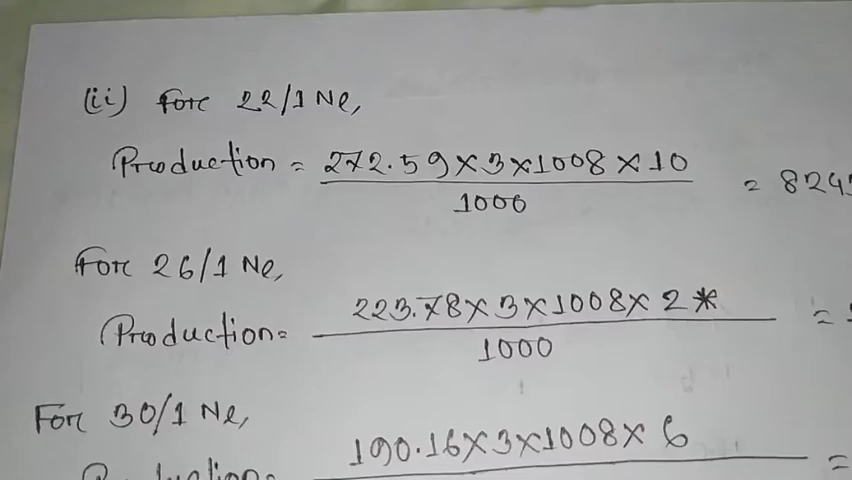 (ii) For 22/1 Ne,
Production = 272.59×3×1008×10
1000
= 824
For 26/1 Ne,
Production = 223.78×3×1008×2*
1000
=
For 30/1 Ne,
190.16×3×1008×6
Production =
=